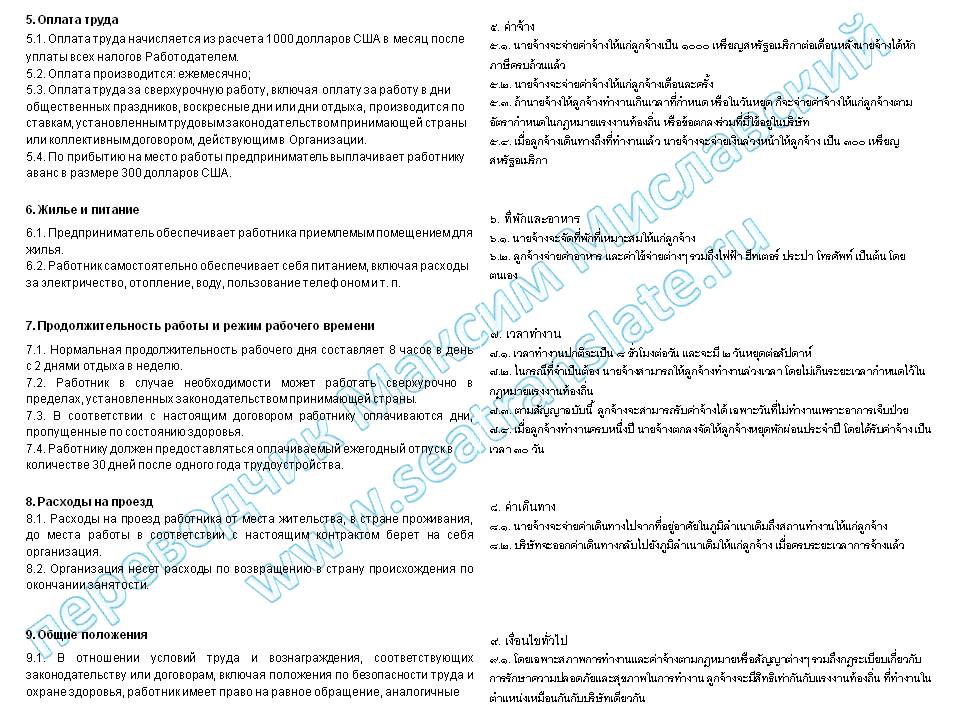 5. Оплата труда
5.1. Оплата труда начисляется из расчета 1000 долларов США в месяц после
уплаты всех налогов Работодателем.
5.2. Оплата производится: ежемесячно;
5.3. Оплата труда за сверхурочную работу, включая оплату за работу в дни
общественных праздников, воскресные дни или дни отдыха, производится по
ставкам, установленным трудовым законодательством принимающей страны
или коллективным договором, действующим в Организации.
5.4. По прибытию на место работы предприниматель выплачивает работнику
аванс в размере 300 долларов США.
6. Жилье и питание
6.1. Предприниматель обеспечивает работника приемлемым помещением для
жилья.
6.2. Работник самостоятельно обеспечивает себя питанием, включая расходы
за электричество, отопление, воду, пользование телефоном и т. п.
7. Продолжительность работы и режим рабочего времени
7.1. Нормальная продолжительность рабочего дня составляет 8 часов в день
с 2 днями отдыха в неделю.
7.2. Работник в случае необходимости может работать сверхурочно в
пределах, установленных законодательством принимающей страны.
7.3. В соответствии с настоящим договором работнику оплачиваются дни,
пропущенные по состоянию здоровья.
7.4. Работнику должен предоставляться оплачиваемый ежегодный отпуск в
количестве 30 дней после одного года трудоустройства.
8. Расходы на проезд
8.1. Расходы на проезд работника от места жительства, в стране проживания,
до места работы в соответствии с настоящим контрактом берет на себя
организация.
8.2. Организация несет расходы по возвращению в страну происхождения по
окончании занятости.
9. Общие положения
9.1. В отношении условий труда и вознаграждения, соответствующих
законодательству или договорам, включая положения по безопасности труда и
охране здоровья, работник имеет право на равное обращение, аналогичные
๕. ค่าจ้าง
๕.๑. นายจ้างจะจ่ายค่าจ้างให้แก่ลูกจ้างเป็น ๑๐๐๐ เหรียญสหรัฐอเมริกาต่อเดือนหลังนายจ้างได้หัก
ภาษีครบถ้วนแล้ว
๕.๒. นายจ้างจะจ่ายค่าจ้างให้แก่ลูกจ้างเดือนละครั้ง
๕.๓. ถ้านายจ้างให้ลูกจ้างทำงานเกินเวลาที่กำหนด หรือในวันหยุด ก็จะจ่ายค่าจ้างให้แก่ลูกจ้างตาม
อัตรากำหนดในกฎหมายแรงงานท้องถิ่น หรือข้อตกลงร่วมที่มีใช้อยู่ในบริษัท
๕.๔. เมื่อลูกจ้างเดินทางถึงที่ทำงานแล้ว นายจ้างจะจ่ายเงินล่วงหน้าให้ลูกจ้าง เป็น ๓๐๐ เหรียญ
สหรัฐอเมริกา
๖. ที่พักและอาหาร
๖.๑. นายจ้างจะจัดที่พักที่เหมาะสมให้แก่ลูกจ้าง
๖.๒. ลูกจ้างจ่ายค่าอาหาร และค่าใช้จ่ายต่างๆ รวมถึงไฟฟ้า ฮีทเตอร์ ประปา โทรศัพท์ เป็นต้น โดย
ตนเอง
๗. เวลาทำงาน
๗.๑. เวลาทำงานปกติจะเป็น ๘ ชั่วโมงต่อวัน และจะมี ๒ วันหยุดต่อสัปดาห์
๗.๒. ในกรณีที่จำเป็นต้อง นายจ้างสามารถให้ลูกจ้างทำงานล่วงเวลา โดยไม่เกินระยะเวลากำหนดไว้ใน
กฎหมายแรงงานท้องถิ่น
๗.๓. ตามสัญญาฉบับนี้ ลูกจ้างจะสามารถรับค่าจ้างได้ เฉพาะวันที่ไม่ทำงานเพราะอาการเจ็บป่วย
๗.๔. เมื่อลูกจ้างทำงานครบหนึ่งปี นายจ้างตกลงจัดให้ลูกจ้างหยุดพักผ่อนประจำปี โดยได้รับค่าจ้าง เป็น
เวลา ๓๐ วัน
๘. ค่าเดินทาง
๘.๑. นายจ้างจะจ่ายค่าเดินทางไปจากที่อยู่อาศัยในภูมิลำเนาเดิมถึงสถานทำงานให้แก่ลูกจ้าง
๘.๒. บริษัทจะออกค่าเดินทางกลับไปยังภูมิลำเนาเดิมให้แก่ลูกจ้าง เมื่อครบระยะเวลาการจ้างแล้ว
๙. เงื่อนไขทั่วไป
๙.๑. โดยเฉพาะสภาพการทำงานและค่าจ้างตามกฎหมายหรือสัญญาต่างๆ รวมถึงกฎระเบียบเกี่ยวกับ
การรักษาความปลอดภัยและสุขภาพในการทำงาน ลูกจ้างจะมีสิทธิเท่ากันกับแรงงานท้องถิ่น ที่ทำงานใน
ตำแหน่งเหมือนกันกับบริษัทเดียวกัน
переводчик Максим Миславский
www.seatranslate.ru